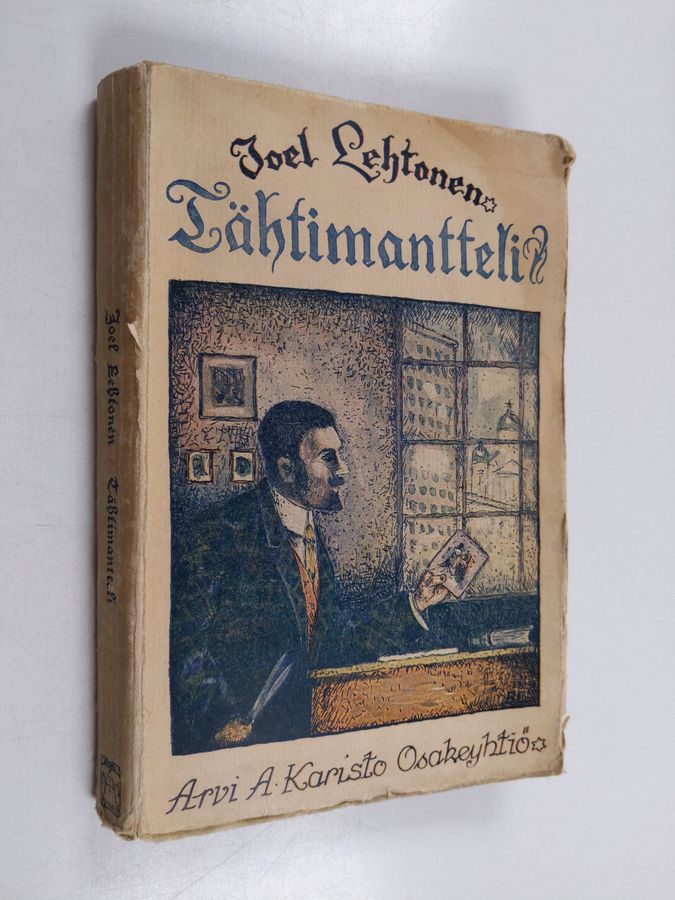 Joel Lehtonen
Tähtimantteli
Arvi A. Karisto Osakeyhtiö
Joel Lehtonen Tähtimantteli